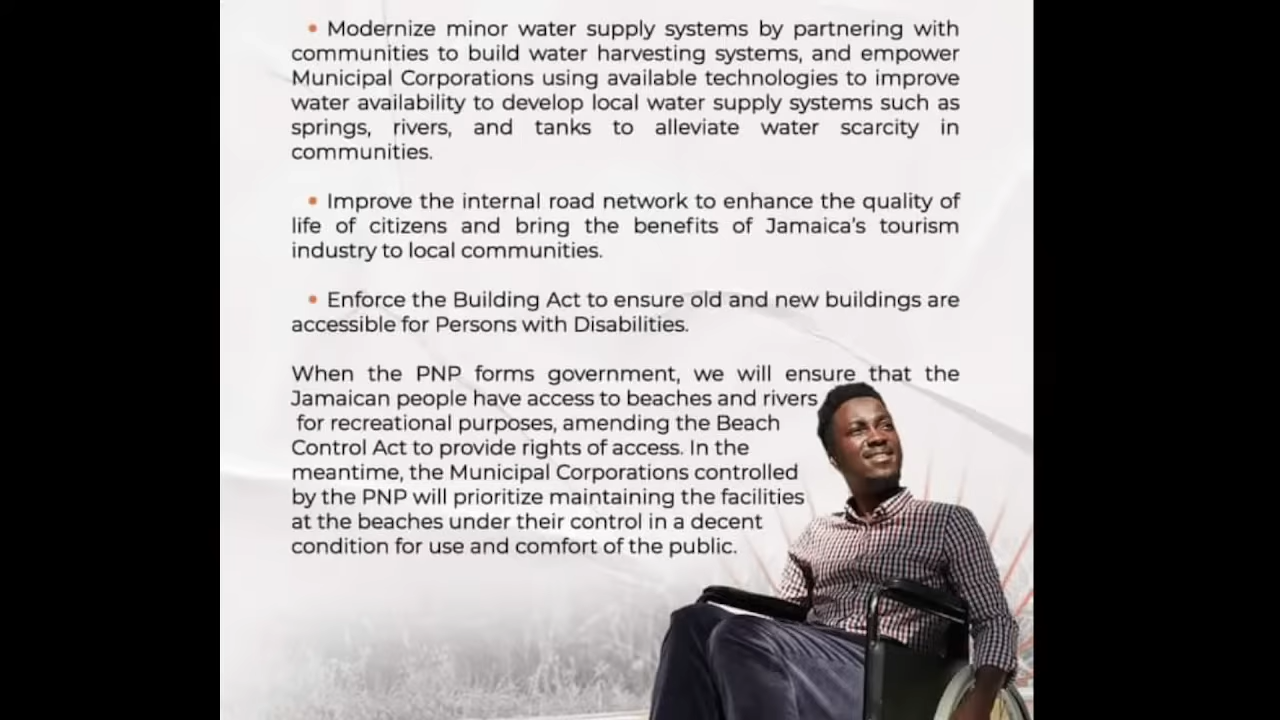 • Modernize minor water supply systems by partnering with
communities to build water harvesting systems, and empower
Municipal Corporations using available technologies to improve
water availability to develop local water supply systems such as
springs, rivers, and tanks to alleviate water scarcity in
communities.
• Improve the internal road network to enhance the quality of
life of citizens and bring the benefits of Jamaica’s tourism
industry to local communities.
• Enforce the Building Act to ensure old and new buildings are
accessible for Persons with Disabilities.
When the PNP forms government, we will ensure that the
Jamaican people have access to beaches and rivers
for recreational purposes, amending the Beach
Control Act to provide rights of access. In the
meantime, the Municipal Corporations controlled
by the PNP will prioritize maintaining the facilities
at the beaches under their control in a decent
condition for use and comfort of the public.